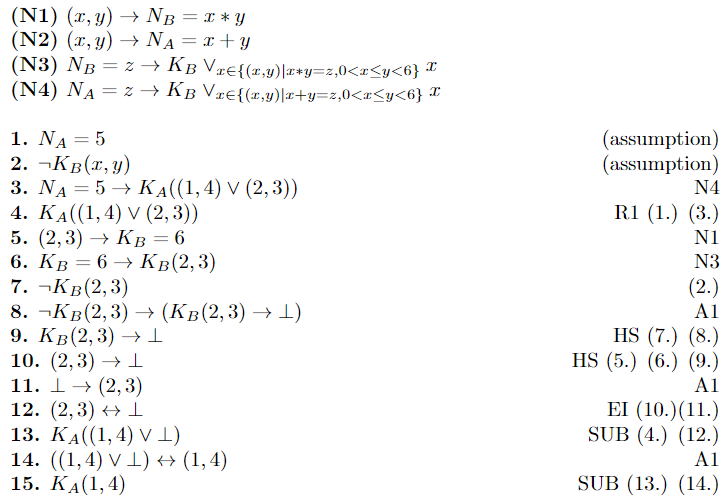 (N1) (x, y) → N_B = x ∗ y
(N2) (x, y) → N_A = x + y
(N3) N_B = z → K_B ∨_{x∈{(x,y)|x∗y=z,0<x≤y<6}} x
(N4) N_A = z → K_B ∨_{x∈{(x,y)|x+y=z,0<x≤y<6}} x
1. N_A = 5 (assumption)
2. ¬K_B(x, y) (assumption)
3. N_A = 5 → K_A((1, 4) ∨ (2, 3)) N4
4. K_A((1, 4) ∨ (2, 3)) R1 (1.) (3.)
5. (2, 3) → K_B = 6 N1
6. K_B = 6 → K_B(2, 3) N3
7. ¬K_B(2, 3) (2.)
8. ¬K_B(2, 3) → (K_B(2, 3) → ⊥) A1
9. K_B(2, 3) → ⊥ HS (7.) (8.)
10. (2, 3) → ⊥ HS (5.) (6.) (9.)
11. ⊥ → (2, 3) A1
12. (2, 3) ↔ ⊥ EI (10.)(11.)
13. K_A((1, 4) ∨ ⊥) SUB (4.) (12.)
14. ((1, 4) ∨ ⊥) ↔ (1, 4) A1
15. K_A(1, 4) SUB (13.) (14.)